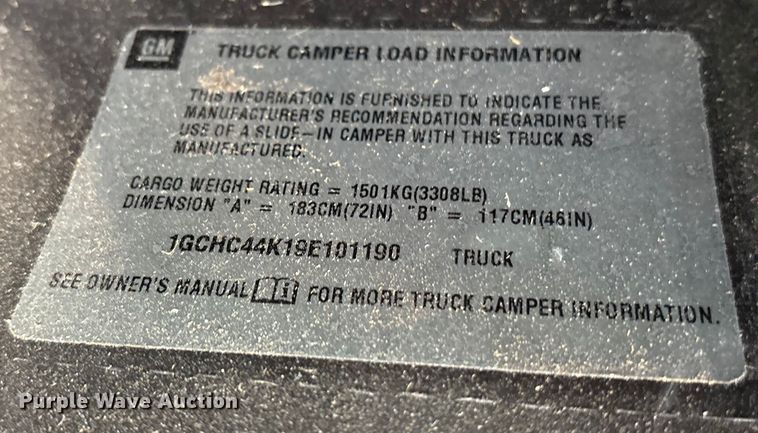 GM
TRUCK CAMPER LOAD INFORMATION
THIS INFORMATION IS FURNISHED TO INDICATE THE
MANUFACTURER'S RECOMMENDATION REGARDING THE
USE OF A SLIDE-IN CAMPER WITH THIS TRUCK AS
MANUFACTURED.
CARGO WEIGHT RATING = 1501KG(3308LB)
DIMENSION "A" = 183CM(72IN) "B" = 117CM(46IN)
1GCHC44K19E101190 TRUCK
SEE OWNER'S MANUAL i FOR MORE TRUCK CAMPER INFORMATION.
Purple Wave Auction